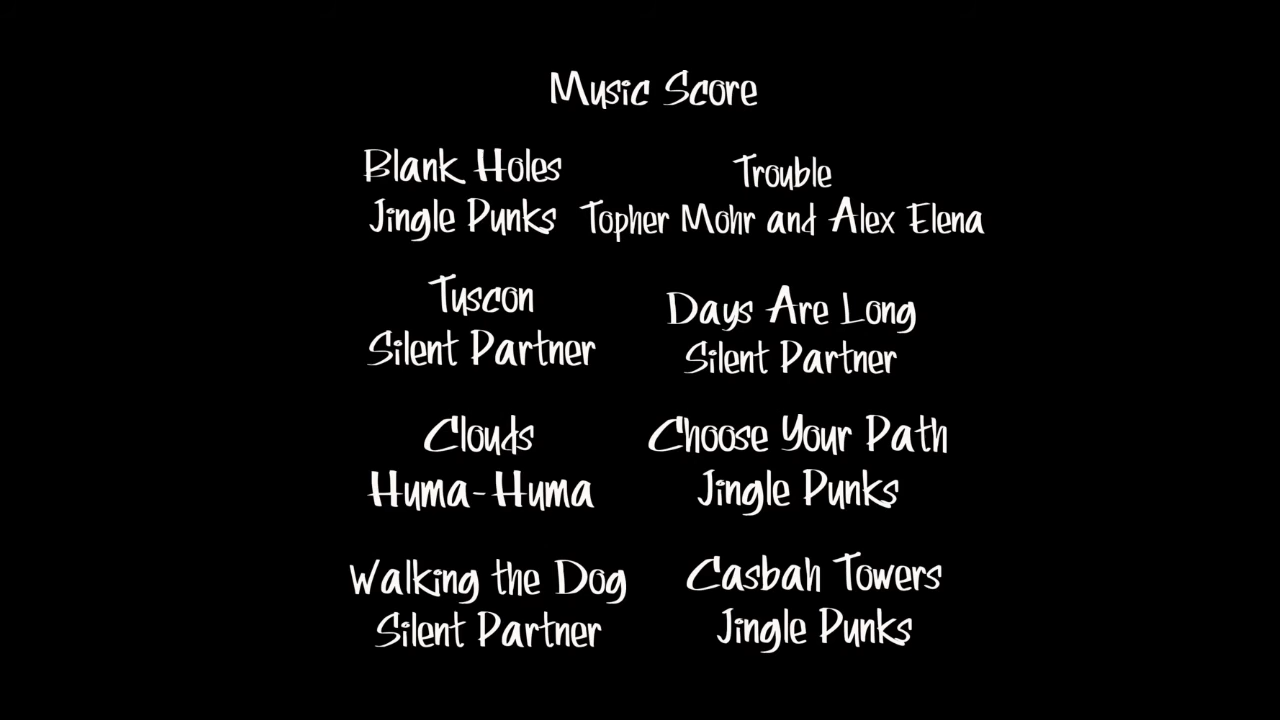 Music Score
Blank Holes
Jingle Punks
Trouble
Topher Mohr and Alex Elena
Tuscon
Silent Partner
Days Are Long
Silent Partner
Clouds
Huma-Huma
Choose Your Path
Jingle Punks
Walking the Dog
Silent Partner
Casbah Towers
Jingle Punks